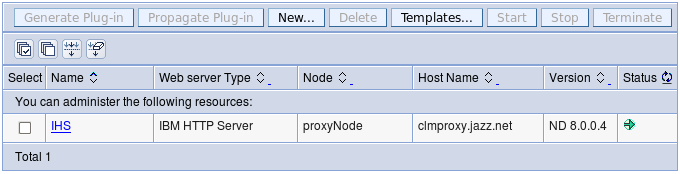 Generate Plug-in Propagate Plug-in New... Delete Templates... Start Stop Terminate
Select Name Web server Type Node Host Name Version Status
You can administer the following resources:
IHS IBM HTTP Server proxyNode clmproxy.jazz.net ND 8.0.0.4
Total 1